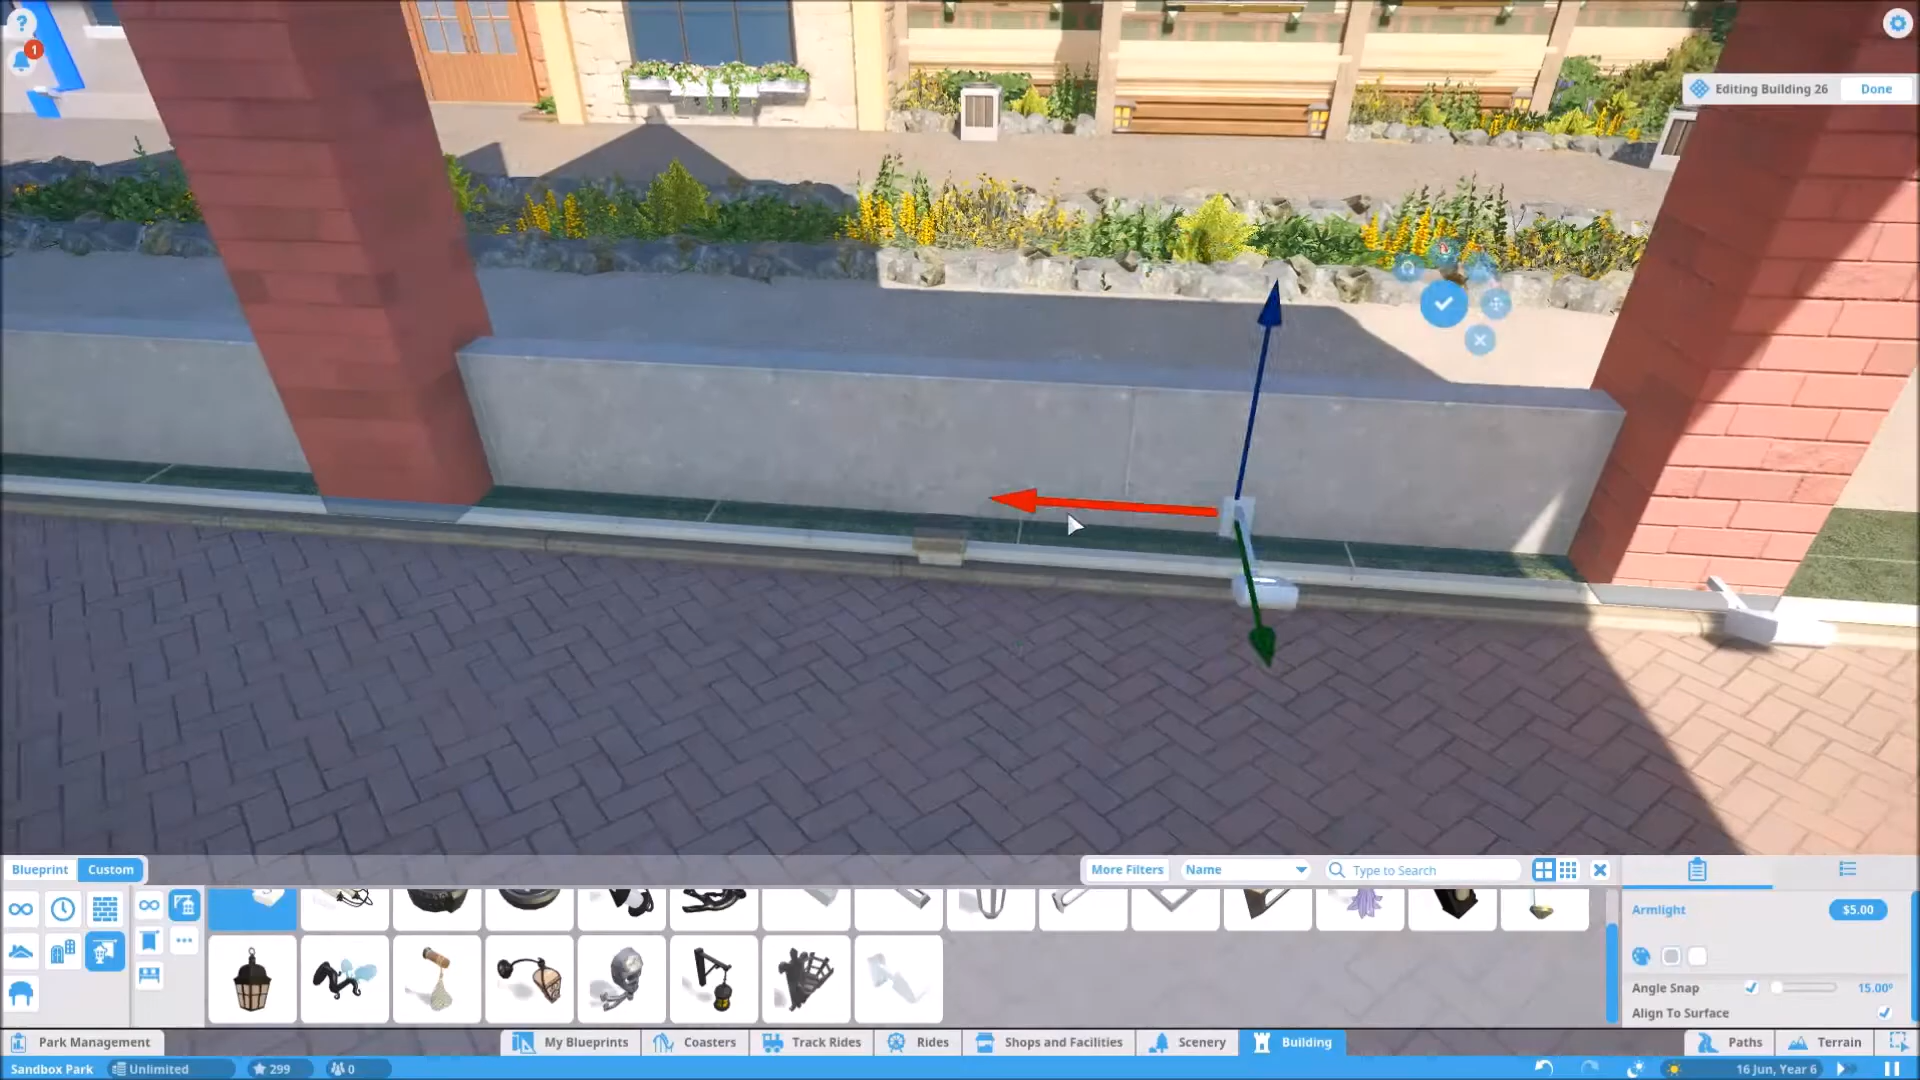 ?
1
Editing Building 26
Done
Blueprint
Custom
More Filters
Name
Type to Search
Armlight
$5.00
Angle Snap
15.00°
Align To Surface
Park Management
My Blueprints
Coasters
Track Rides
Rides
Shops and Facilities
Scenery
Building
Paths
Terrain
Sandbox Park
Unlimited
299
0
16 Jun, Year 6